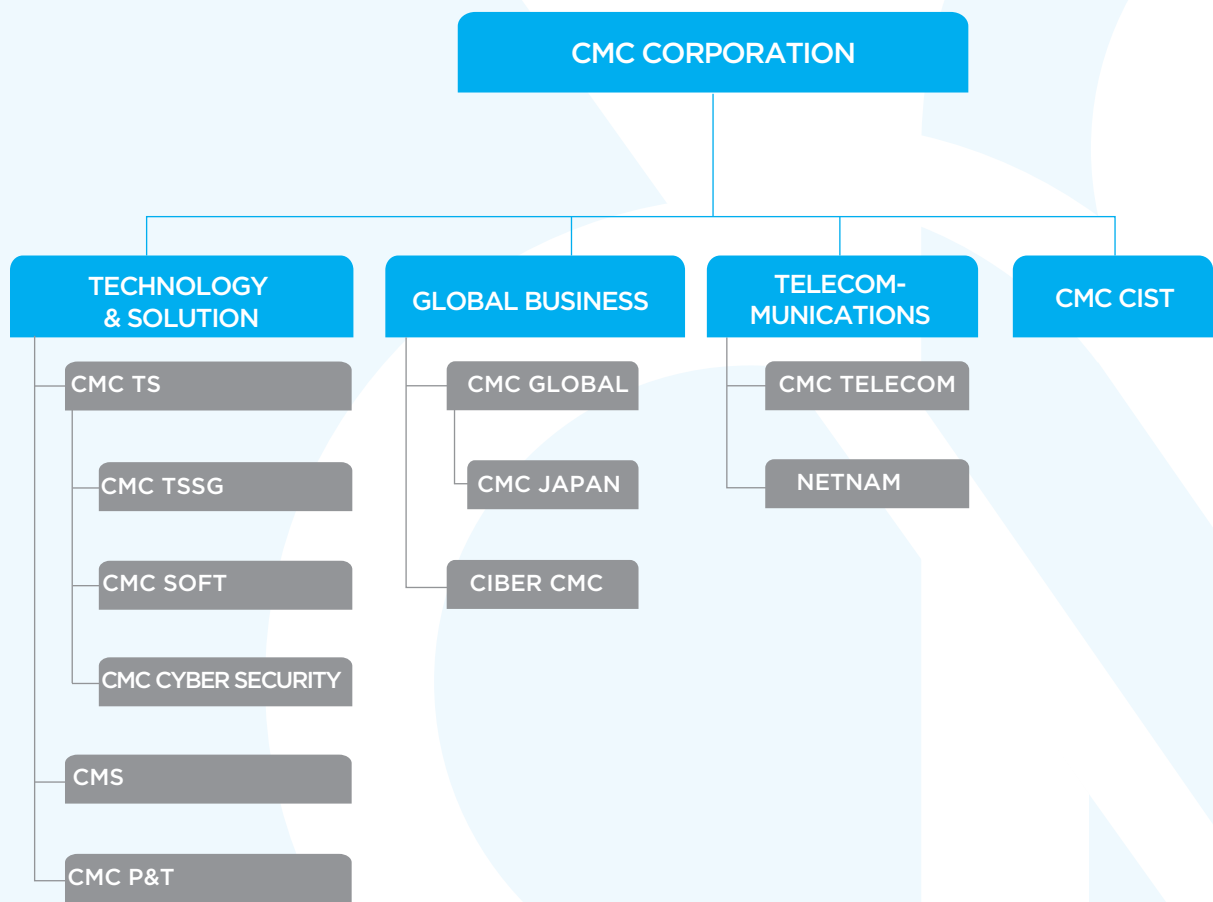 CMC CORPORATION
TECHNOLOGY
& SOLUTION
CMC TS
CMC TSSG
CMC SOFT
CMC CYBER SECURITY
CMS
CMC P&T
GLOBAL BUSINESS
CMC GLOBAL
CMC JAPAN
CIBER CMC
TELECOM-
MUNICATIONS
CMC TELECOM
NETNAM
CMC CIST